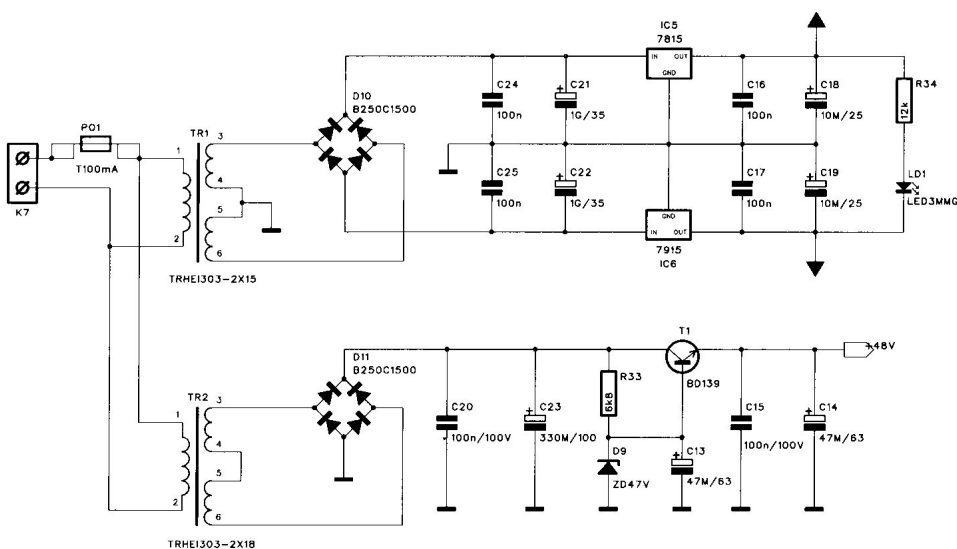 IC5
7815
IN OUT
GND
D10
B250C1500
C24
100n
C21
1G/35
C16
100n
C18
10M/25
R34
12k
PO1
T100mA
K7
TR1
1
2
3
4
5
6
TRHEI303-2X15
C25
100n
C22
1G/35
C17
100n
C19
10M/25
LD1
LED3MMG
GND
IN OUT
7915
IC6
D11
B250C1500
T1
BD139
+48V
TR2
1
2
3
4
5
6
TRHEI303-2X18
C20
100n/100V
C23
330M/100
R33
6k8
D9
ZD47V
C13
47M/63
C15
100n/100V
C14
47M/63